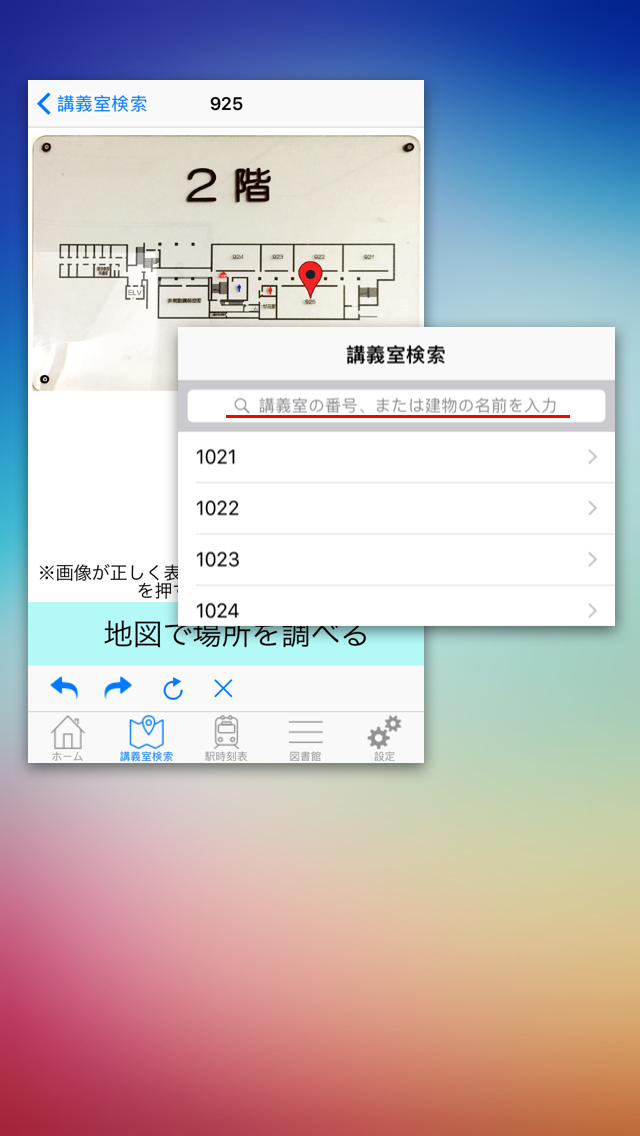 講義室検索
925
2 階
924
923
922
921
ELV
925
講義室検索
講義室の番号、または建物の名前を入力
1021
1022
1023
1024
※画像が正しく表
を押
地図で場所を調べる
ホーム
講義室検索
駅時刻表
図書館
設定